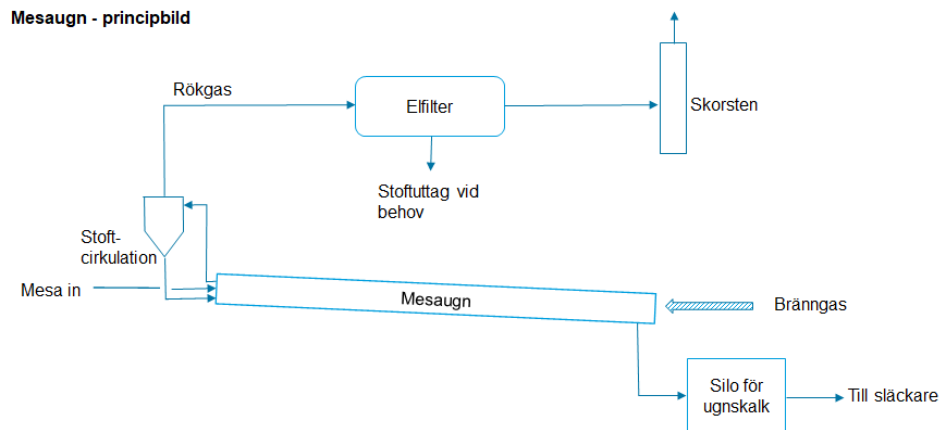 Mesaugn - principbild
Rökgas
Elfilter
Skorsten
Stoftuttag vid
behov
Stoft-
cirkulation
Mesa in
Mesaugn
Bränngas
Silo för
ugnskalk
Till släckare